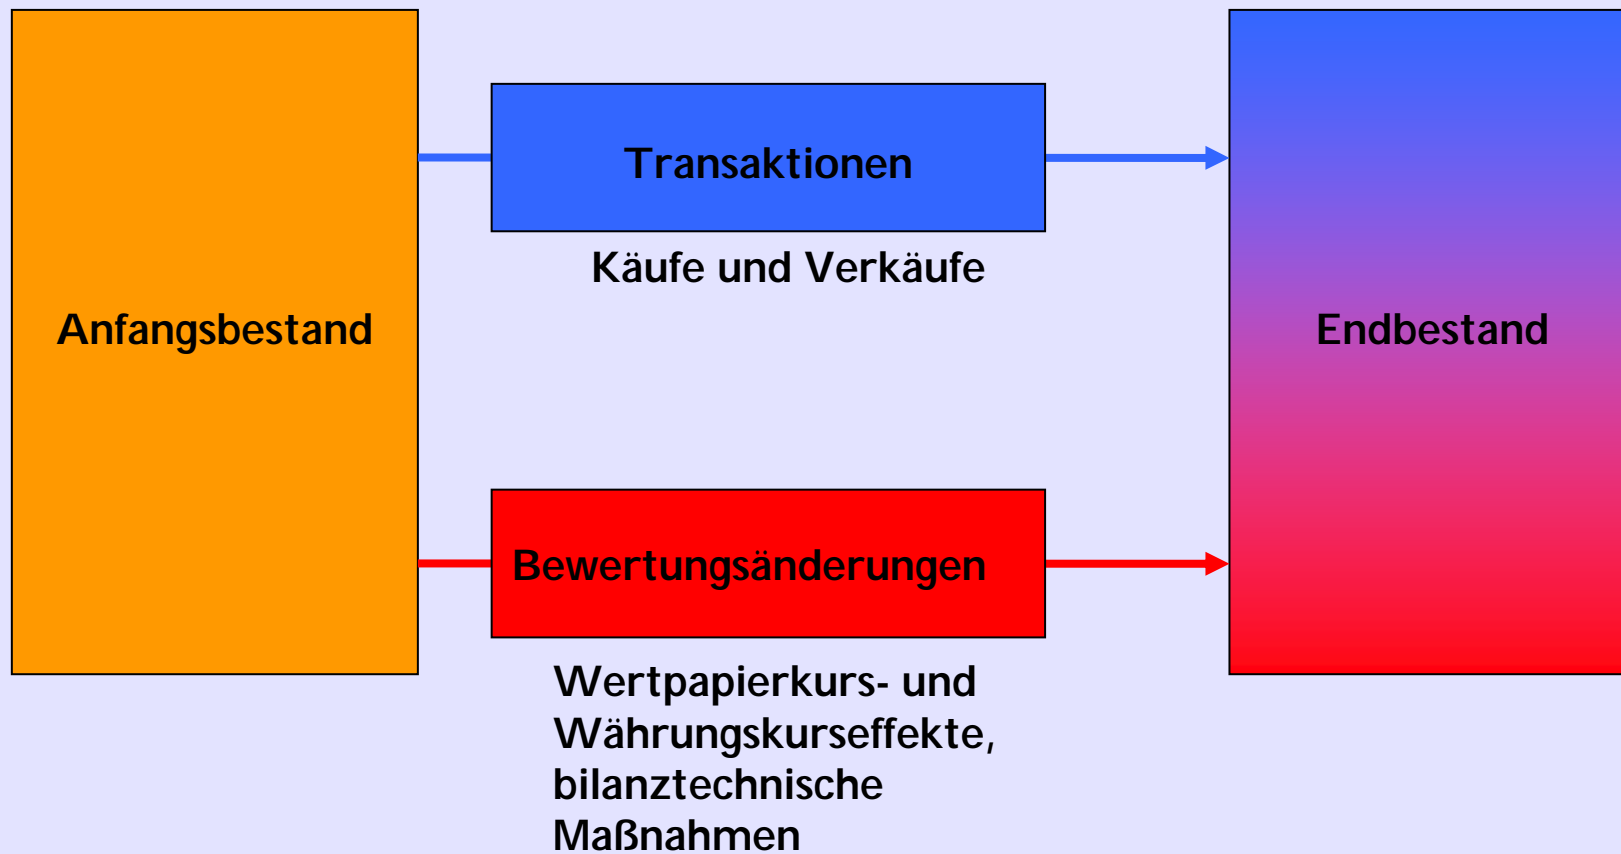 Anfangsbestand
Transaktionen
Käufe und Verkäufe
Bewertungsänderungen
Wertpapierkurs- und
Währungskurseffekte,
bilanztechnische
Maßnahmen
Endbestand